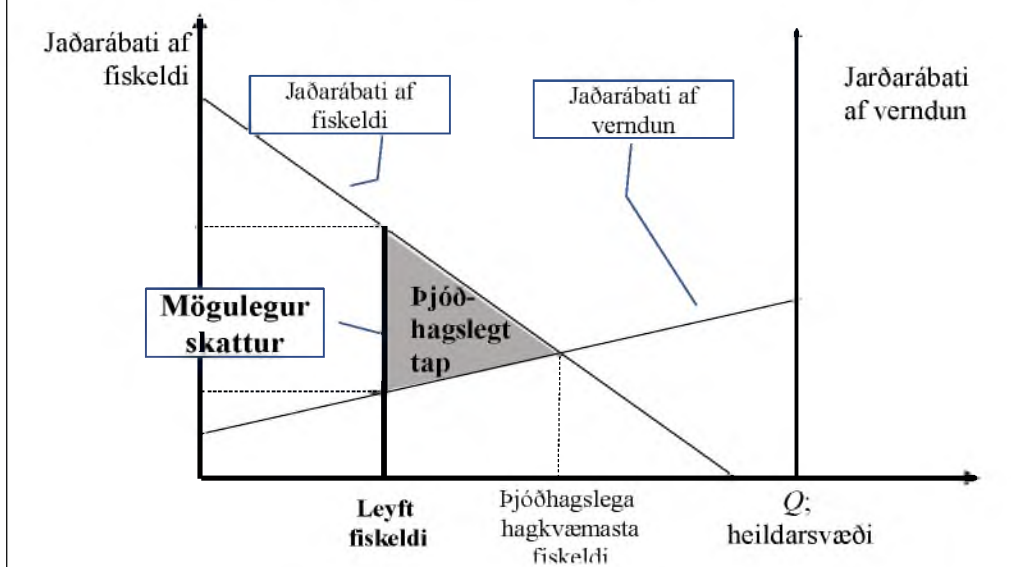 Jaðarábati af
fiskeldi
Jaðarábati af
fiskeldi
Jaðarábati af
verndun
Jarðarábati
af verndun
Mögulegur
skattur
Þjóð-
hagslegt
tap
Leyft
fiskeldi
Þjóðhagslega
hagkvæmasta
fiskeldi
Q;
heildarsvæði